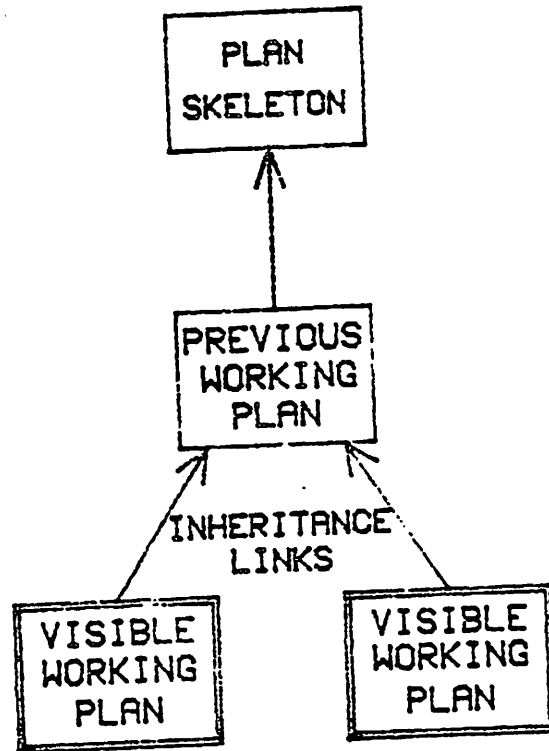 PLAN
SKELETON
PREVIOUS
WORKING
PLAN
INHERITANCE
LINKS
VISIBLE
WORKING
PLAN
VISIBLE
WORKING
PLAN